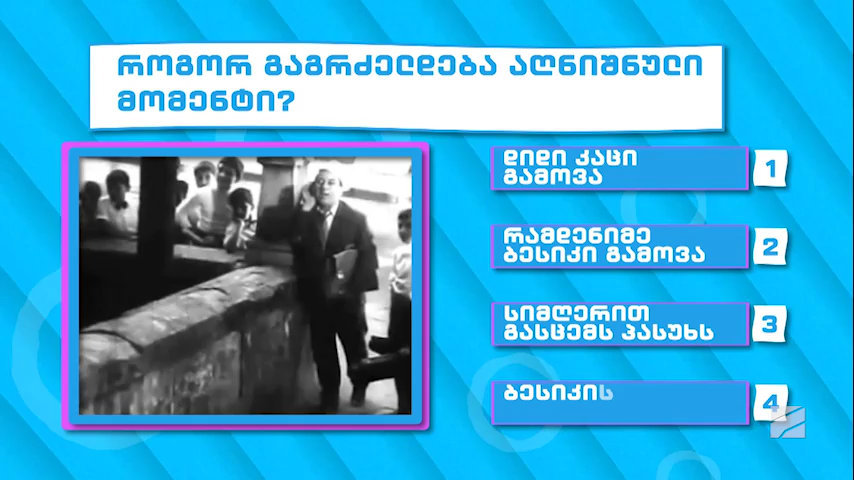 როგორ გაგრძელდება აღნიშნული
მომენტი?
დიდი კაცი
გამოვა
1
რამდენიმე
ბესიკი გამოვა
2
სიმღერით
გასცემს პასუხს
3
ბესიკის
4